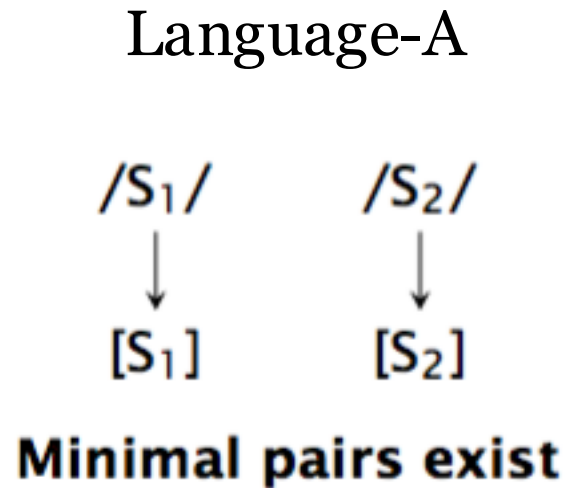 Language-A
/S₁/ /S₂/
[S₁] [S₂]
Minimal pairs exist